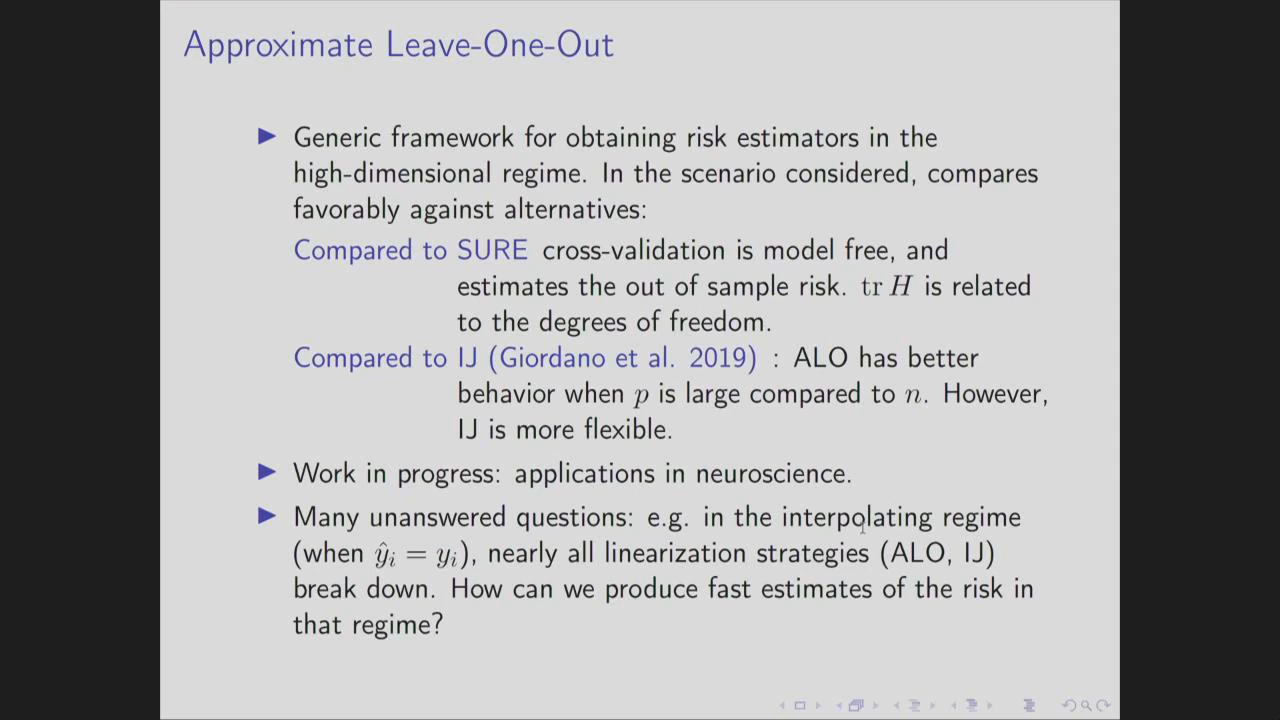 Approximate Leave-One-Out
Generic framework for obtaining risk estimators in the
high-dimensional regime. In the scenario considered, compares
favorably against alternatives:
Compared to SURE cross-validation is model free, and
estimates the out of sample risk. tr H is related
to the degrees of freedom.
Compared to IJ (Giordano et al. 2019) : ALO has better
behavior when p is large compared to n. However,
IJ is more flexible.
Work in progress: applications in neuroscience.
Many unanswered questions: e.g. in the interpolating regime
(when ŷᵢ = yᵢ), nearly all linearization strategies (ALO, IJ)
break down. How can we produce fast estimates of the risk in
that regime?